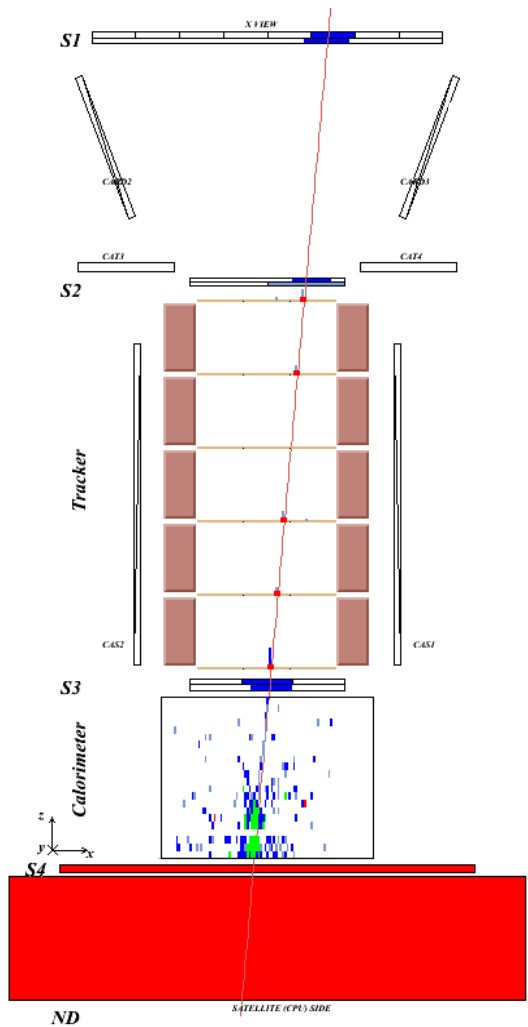 X VIEW
S1
CARD2
CARD3
CAT3
CAT4
S2
Tracker
CAS2
CAS1
S3
Calorimeter
z
y
x
S4
SATELLITE (CPU) SIDE
ND